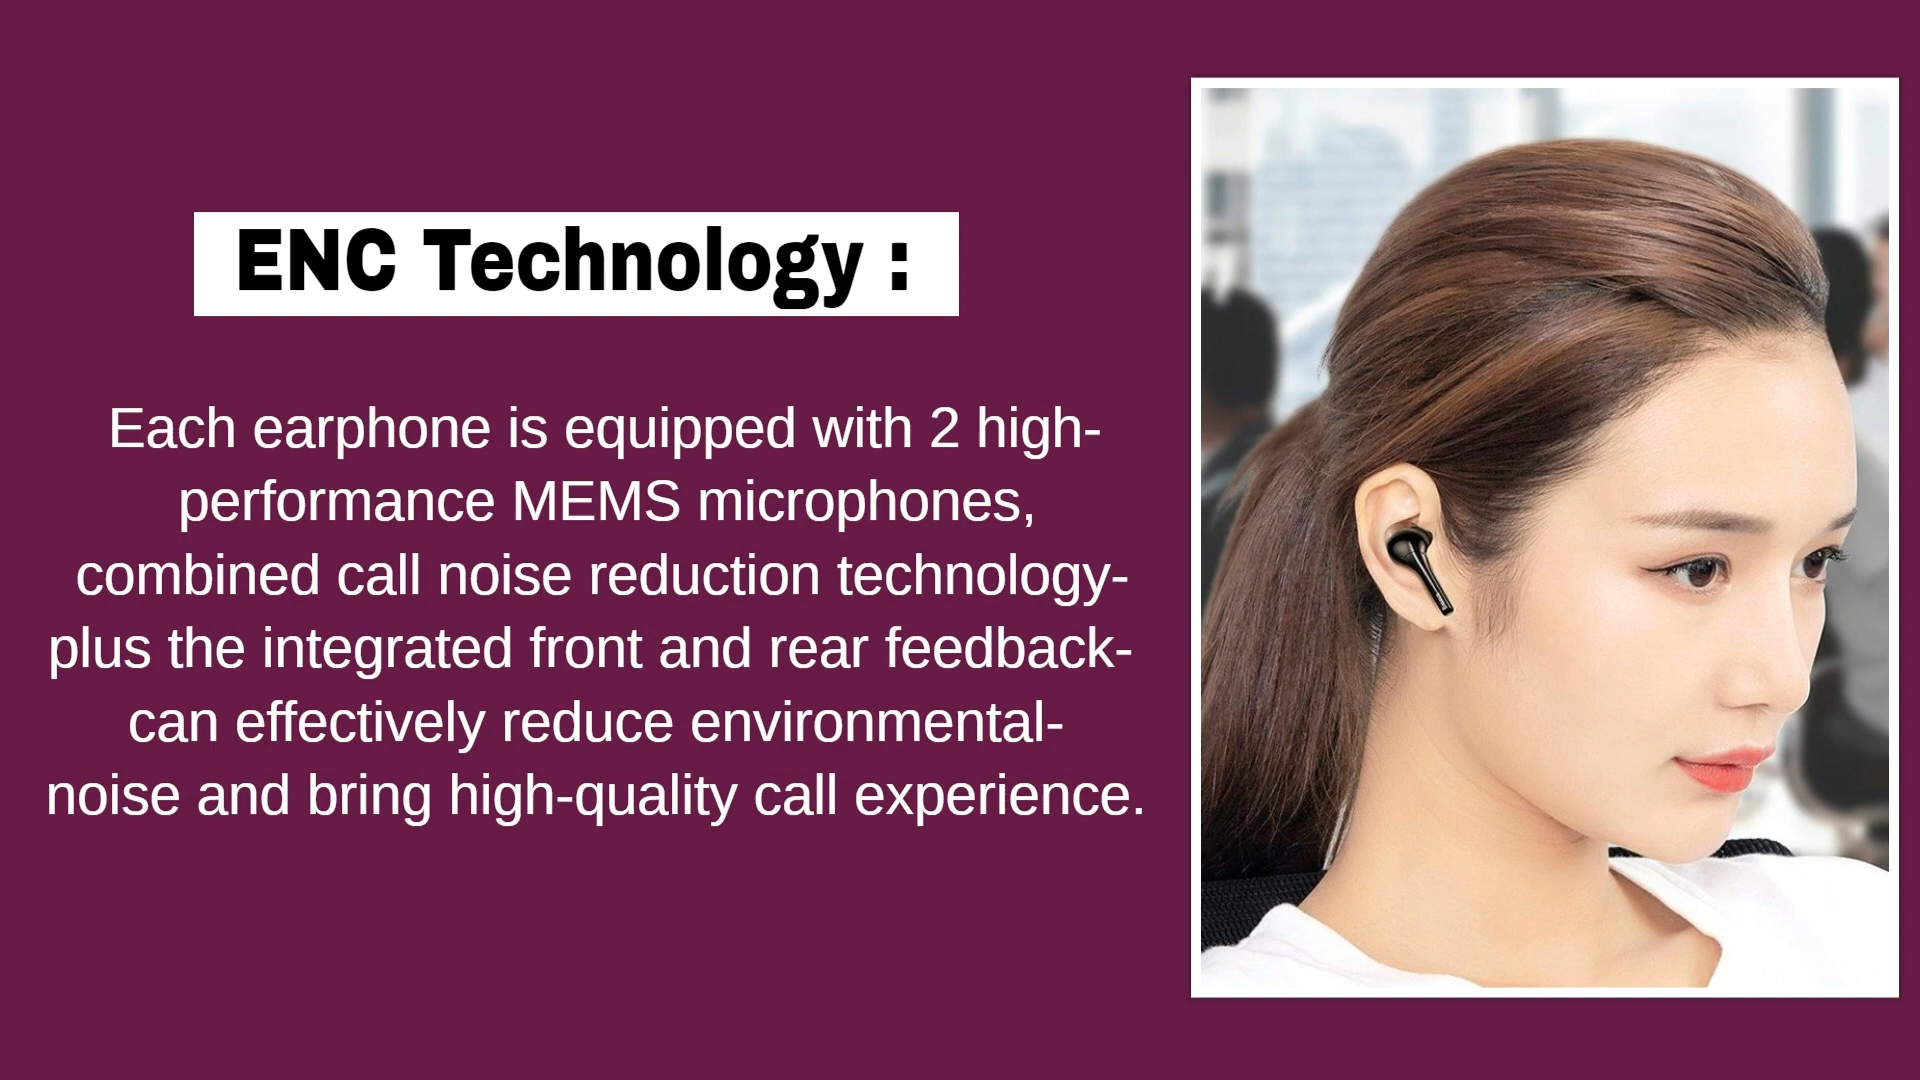 ENC Technology :
Each earphone is equipped with 2 high-
performance MEMS microphones,
combined call noise reduction technology-
plus the integrated front and rear feedback-
can effectively reduce environmental-
noise and bring high-quality call experience.